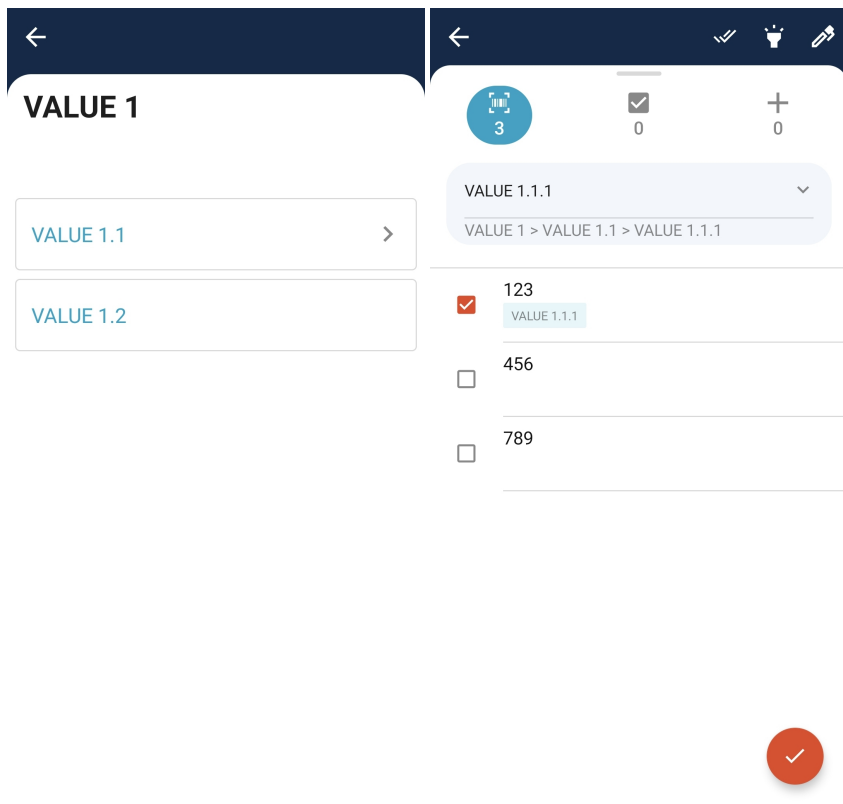 VALUE 1
VALUE 1.1
VALUE 1.2
3
0
0
VALUE 1.1.1
VALUE 1 > VALUE 1.1 > VALUE 1.1.1
123
VALUE 1.1.1
456
789